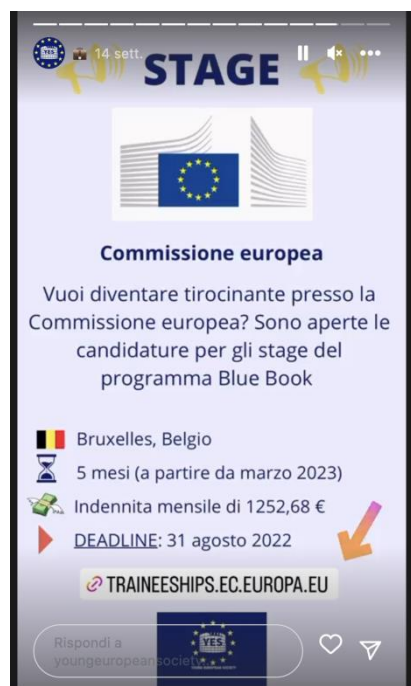 YES
14 sett.
STAGE
Commissione europea
Vuoi diventare tirocinante presso la
Commissione europea? Sono aperte le
candidature per gli stage del
programma Blue Book
Bruxelles, Belgio
5 mesi (a partire da marzo 2023)
Indennita mensile di 1252,68 €
DEADLINE: 31 agosto 2022
TRAINEESHIPS.EC.EUROPA.EU
Rispondi a
youngeuropeansociety...
YES